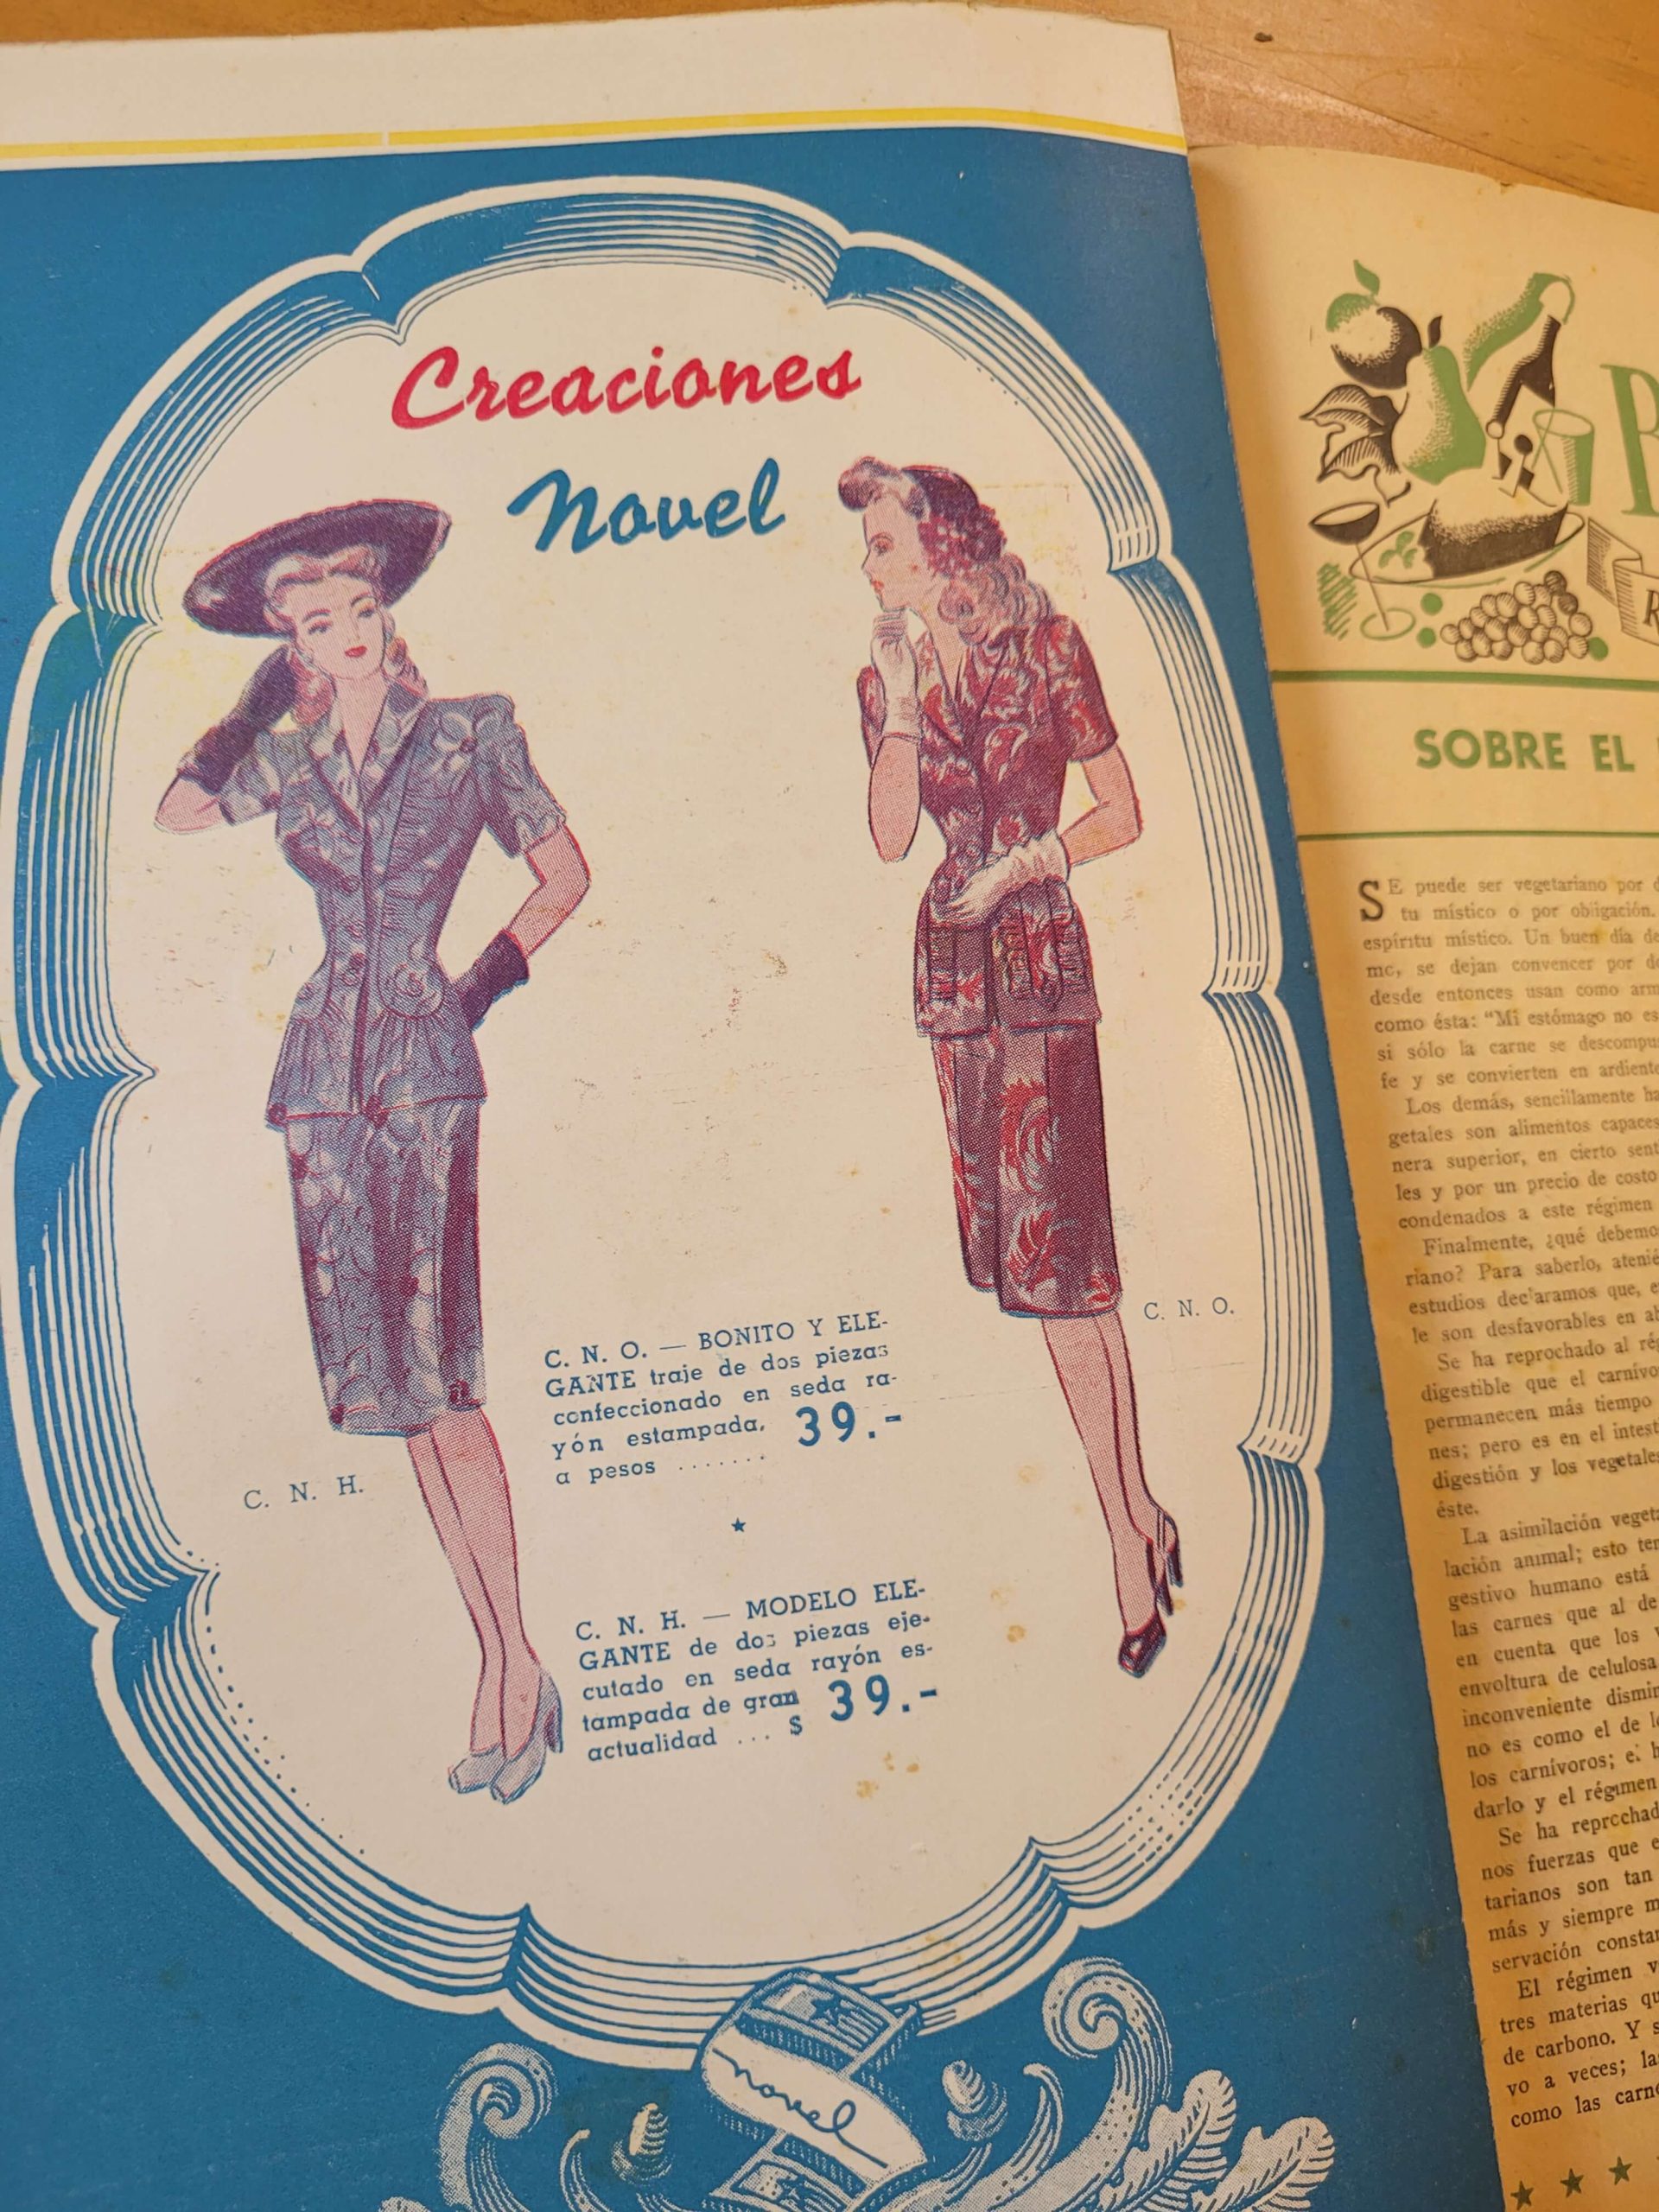 Creaciones
Novel
C. N. O. — BONITO Y ELE-
GANTE traje de dos piezas
confeccionado en seda ra-
yón estampada,
a pesos ....... 39.-
C. N. O.
C. N. H.
★
C. N. H. — MODELO ELE-
GANTE de dos piezas eje-
cutado en seda rayón es-
tampada de gran
actualidad ... $ 39.-
novel
R
SOBRE EL
SE puede ser vegetariano por
tu místico o por obligación.
espíritu místico. Un buen día de
mc, se dejan convencer por
desde entonces usan como
como ésta: "Mi estómago no
si sólo la carne se
fe y se convierten en
Los demás, sencillamente
getales son alimentos capaces
nera superior, en cierto
les y por un precio de costo
condenados a este régimen
Finalmente, ¿qué
riano? Para saberlo,
estudios declaramos que,
le son desfavorables en
Se ha reprochado al
digestible que el
permanecen más tiempo
nes; pero es en el
digestión y los
éste.
La asimilación
lación animal; esto
gestivo humano está
las carnes que al de
en cuenta que los
envoltura de celulosa
inconveniente
no es como el de
los carnívoros;
darlo y el régimen
Se ha
nos fuerzas que
tarianos son tan
más y siempre
servación
El régimen
tres materias
de carbono. Y
vo a veces;
como las
★ ★ ★